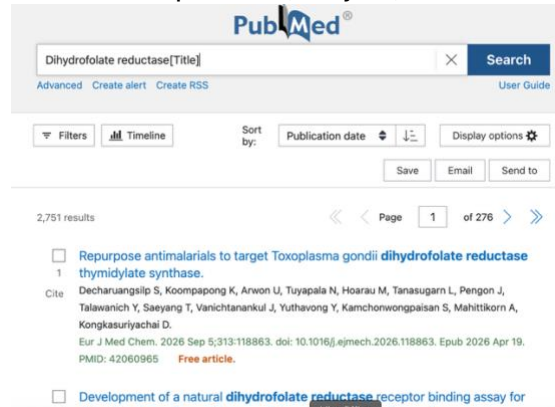 PubMed®
Dihydrofolate reductase[Title] × Search
Advanced Create alert Create RSS User Guide
Filters Timeline Sort by: Publication date Display options
Save Email Send to
2,751 results Page 1 of 276
Repurpose antimalarials to target Toxoplasma gondii dihydrofolate reductase
1 thymidylate synthase.
Cite Decharuangsilp S, Koompapong K, Arwon U, Tuyapala N, Hoarau M, Tanasugarn L, Pengon J,
Talawanich Y, Saeyang T, Vanichtanankul J, Yuthavong Y, Kamchonwongpaisan S, Mahittikorn A,
Kongkasuriyachai D.
Eur J Med Chem. 2026 Sep 5;313:118863. doi: 10.1016/j.ejmech.2026.118863. Epub 2026 Apr 19.
PMID: 42060965 Free article.
Development of a natural dihydrofolate reductase receptor binding assay for